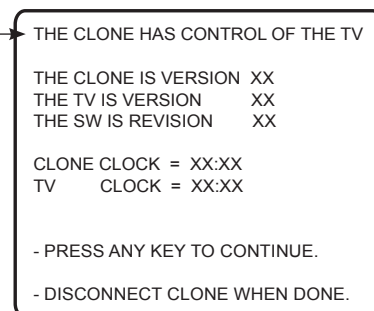 THE CLONE HAS CONTROL OF THE TV
THE CLONE IS VERSION XX
THE TV IS VERSION XX
THE SW IS REVISION XX
CLONE CLOCK = XX:XX
TV CLOCK = XX:XX
- PRESS ANY KEY TO CONTINUE.
- DISCONNECT CLONE WHEN DONE.